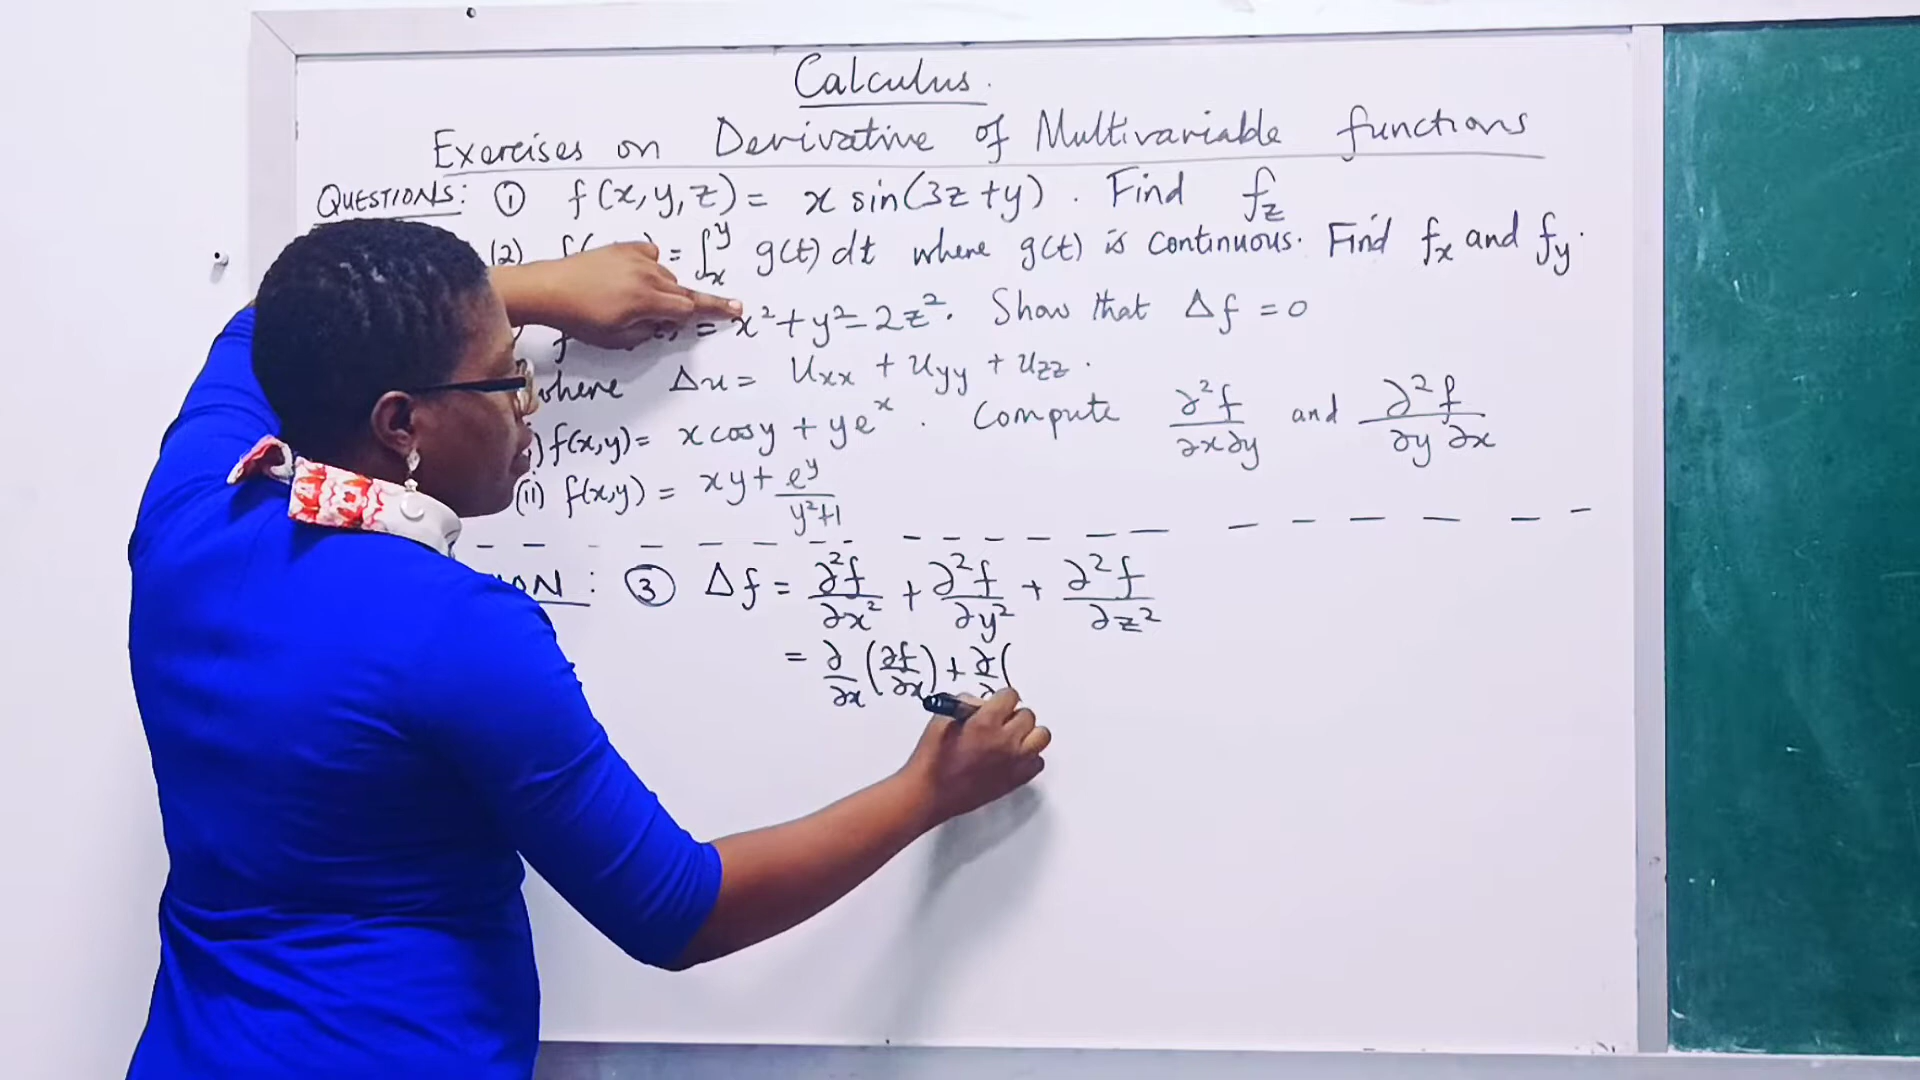 Calculus.
Exercises on Derivative of Multivariable functions
QUESTIONS: ① f(x,y,z) = x sin(3z+y). Find f_z
(2) = ∫_x^y g(t) dt where g(t) is continuous. Find f_x and f_y.
= x² + y² - 2z². Show that Δf = 0
where Δu = u_xx + u_yy + u_zz.
f(x,y) = x cos y + ye^x. Compute ∂²f/∂x∂y and ∂²f/∂y∂x
(ii) f(x,y) = xy + e^y/y²+1
: ③ Δf = ∂²f/∂x² + ∂²f/∂y² + ∂²f/∂z²
= ∂/∂x (∂f/∂x) + ∂/∂ (